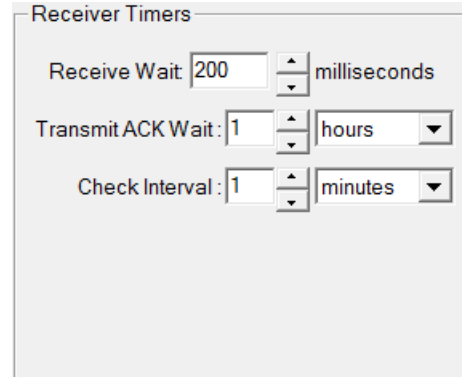 Receiver Timers
Receive Wait: 200 milliseconds
Transmit ACK Wait : 1 hours
Check Interval : 1 minutes